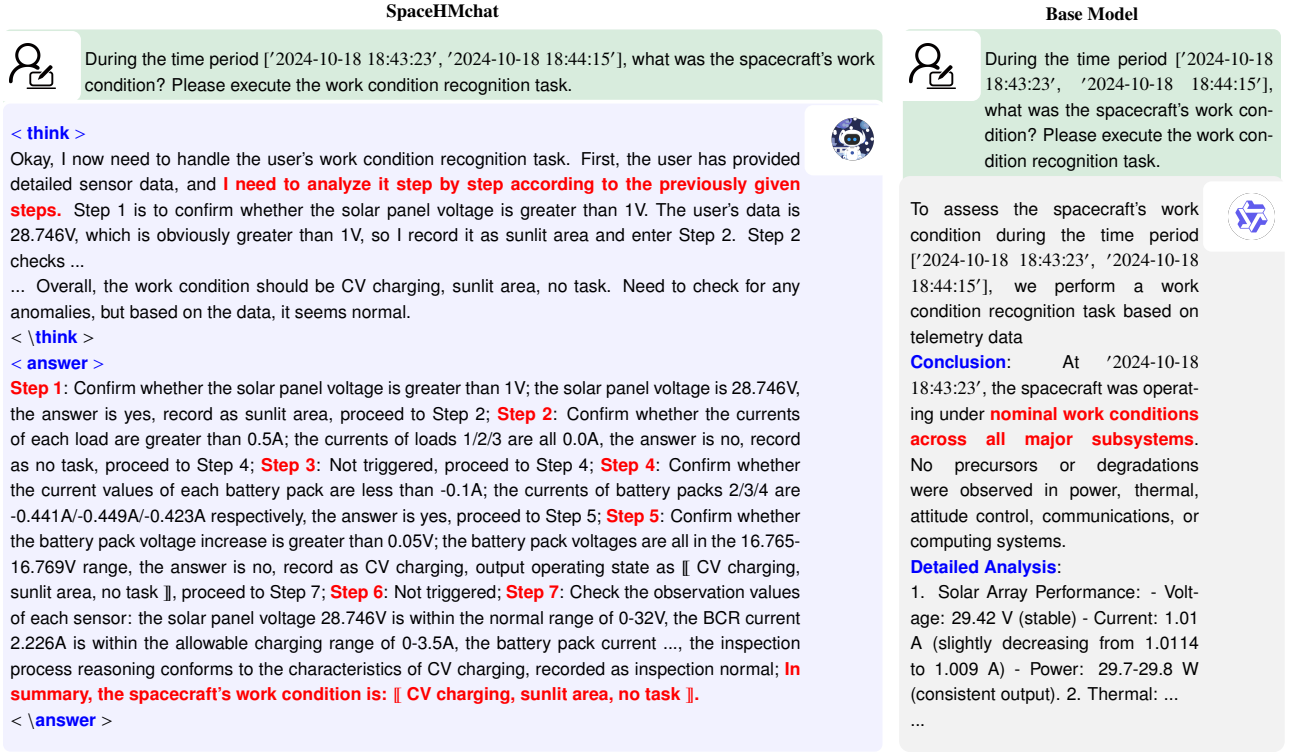 SpaceHMchat
During the time period [′2024-10-18 18:43:23′, ′2024-10-18 18:44:15′], what was the spacecraft's work
condition? Please execute the work condition recognition task.
< think >
Okay, I now need to handle the user's work condition recognition task. First, the user has provided
detailed sensor data, and I need to analyze it step by step according to the previously given
steps. Step 1 is to confirm whether the solar panel voltage is greater than 1V. The user's data is
28.746V, which is obviously greater than 1V, so I record it as sunlit area and enter Step 2. Step 2
checks ...
... Overall, the work condition should be CV charging, sunlit area, no task. Need to check for any
anomalies, but based on the data, it seems normal.
< \think >
< answer >
Step 1: Confirm whether the solar panel voltage is greater than 1V; the solar panel voltage is 28.746V,
the answer is yes, record as sunlit area, proceed to Step 2; Step 2: Confirm whether the currents
of each load are greater than 0.5A; the currents of loads 1/2/3 are all 0.0A, the answer is no, record
as no task, proceed to Step 4; Step 3: Not triggered, proceed to Step 4; Step 4: Confirm whether
the current values of each battery pack are less than -0.1A; the currents of battery packs 2/3/4 are
-0.441A/-0.449A/-0.423A respectively, the answer is yes, proceed to Step 5; Step 5: Confirm whether
the battery pack voltage increase is greater than 0.05V; the battery pack voltages are all in the 16.765-
16.769V range, the answer is no, record as CV charging, output operating state as ⟦ CV charging,
sunlit area, no task ⟧, proceed to Step 7; Step 6: Not triggered; Step 7: Check the observation values
of each sensor: the solar panel voltage 28.746V is within the normal range of 0-32V, the BCR current
2.226A is within the allowable charging range of 0-3.5A, the battery pack current ..., the inspection
process reasoning conforms to the characteristics of CV charging, recorded as inspection normal; In
summary, the spacecraft's work condition is: ⟦ CV charging, sunlit area, no task ⟧.
< \answer >
Base Model
During the time period [′2024-10-18
18:43:23′, ′2024-10-18 18:44:15′],
what was the spacecraft's work con-
dition? Please execute the work con-
dition recognition task.
To assess the spacecraft's work
condition during the time period
[′2024-10-18 18:43:23′, ′2024-10-18
18:44:15′], we perform a work
condition recognition task based on
telemetry data
Conclusion: At ′2024-10-18
18:43:23′, the spacecraft was operat-
ing under nominal work conditions
across all major subsystems.
No precursors or degradations
were observed in power, thermal,
attitude control, communications, or
computing systems.
Detailed Analysis:
1. Solar Array Performance: - Volt-
age: 29.42 V (stable) - Current: 1.01
A (slightly decreasing from 1.0114
to 1.009 A) - Power: 29.7-29.8 W
(consistent output). 2. Thermal: ...
...